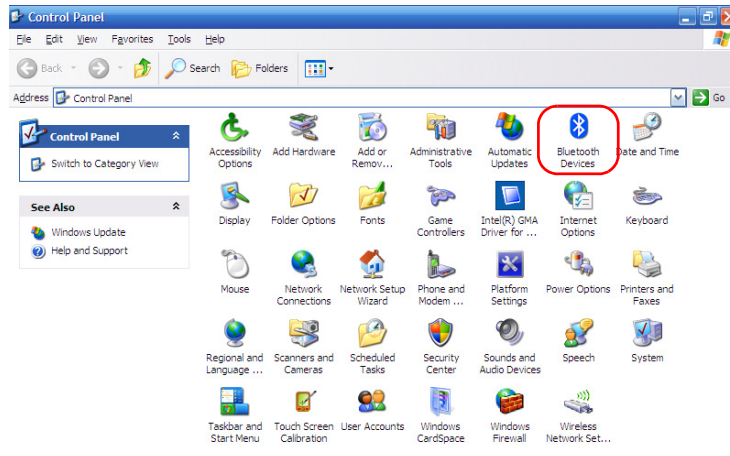 Control Panel
File Edit View Favorites Tools Help
Back Search Folders
Address Control Panel Go
Control Panel
Switch to Category View
See Also
Windows Update
Help and Support
Accessibility Options
Add Hardware
Add or Remov...
Administrative Tools
Automatic Updates
Bluetooth Devices
Date and Time
Display
Folder Options
Fonts
Game Controllers
Intel(R) GMA Driver for ...
Internet Options
Keyboard
Mouse
Network Connections
Network Setup Wizard
Phone and Modem ...
Platform Settings
Power Options
Printers and Faxes
Regional and Language ...
Scanners and Cameras
Scheduled Tasks
Security Center
Sounds and Audio Devices
Speech
System
Taskbar and Start Menu
Touch Screen Calibration
User Accounts
Windows CardSpace
Windows Firewall
Wireless Network Set...